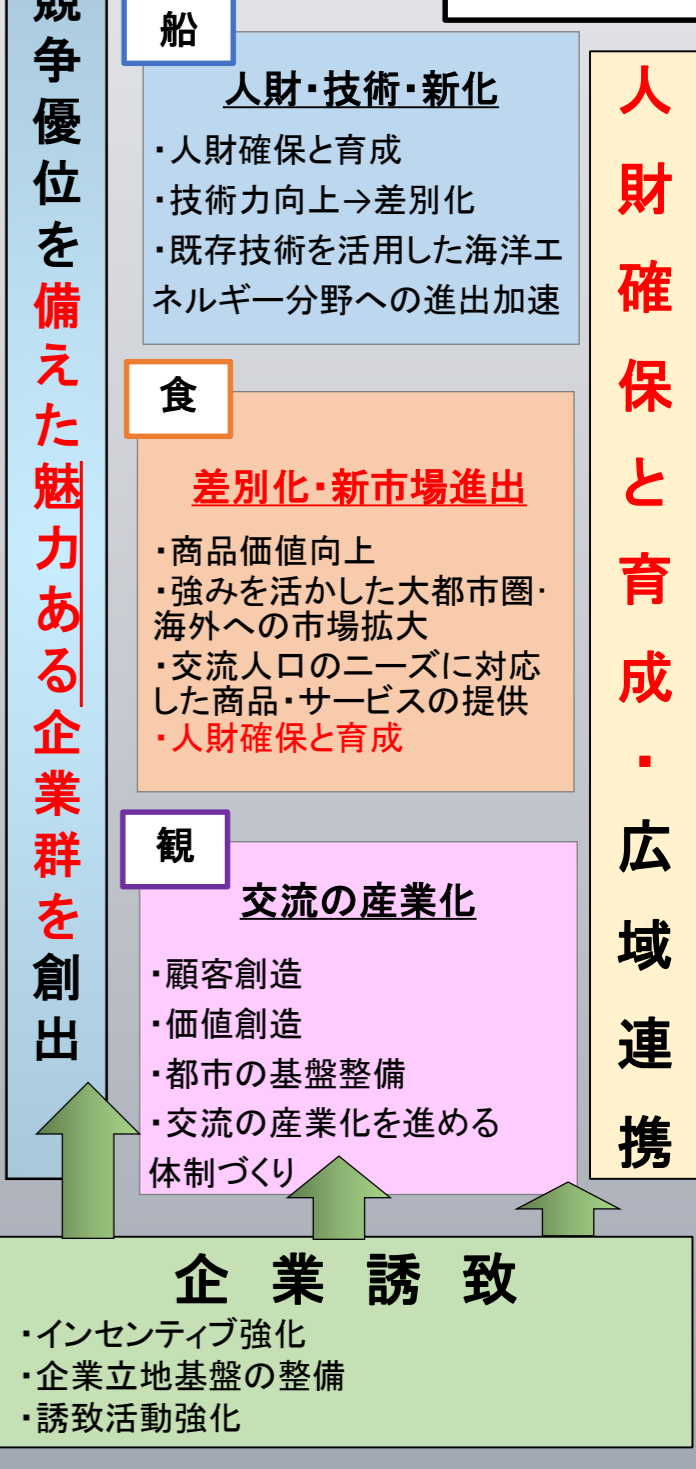 競争優位を備えた魅力ある企業群を創出
船
人財・技術・新化
・人財確保と育成
・技術力向上→差別化
・既存技術を活用した海洋エ
ネルギー分野への進出加速
食
差別化・新市場進出
・商品価値向上
・強みを活かした大都市圏・
海外への市場拡大
・交流人口のニーズに対応
した商品・サービスの提供
・人財確保と育成
観
交流の産業化
・顧客創造
・価値創造
・都市の基盤整備
・交流の産業化を進める
体制づくり
人財確保と育成・広域連携
企業誘致
・インセンティブ強化
・企業立地基盤の整備
・誘致活動強化